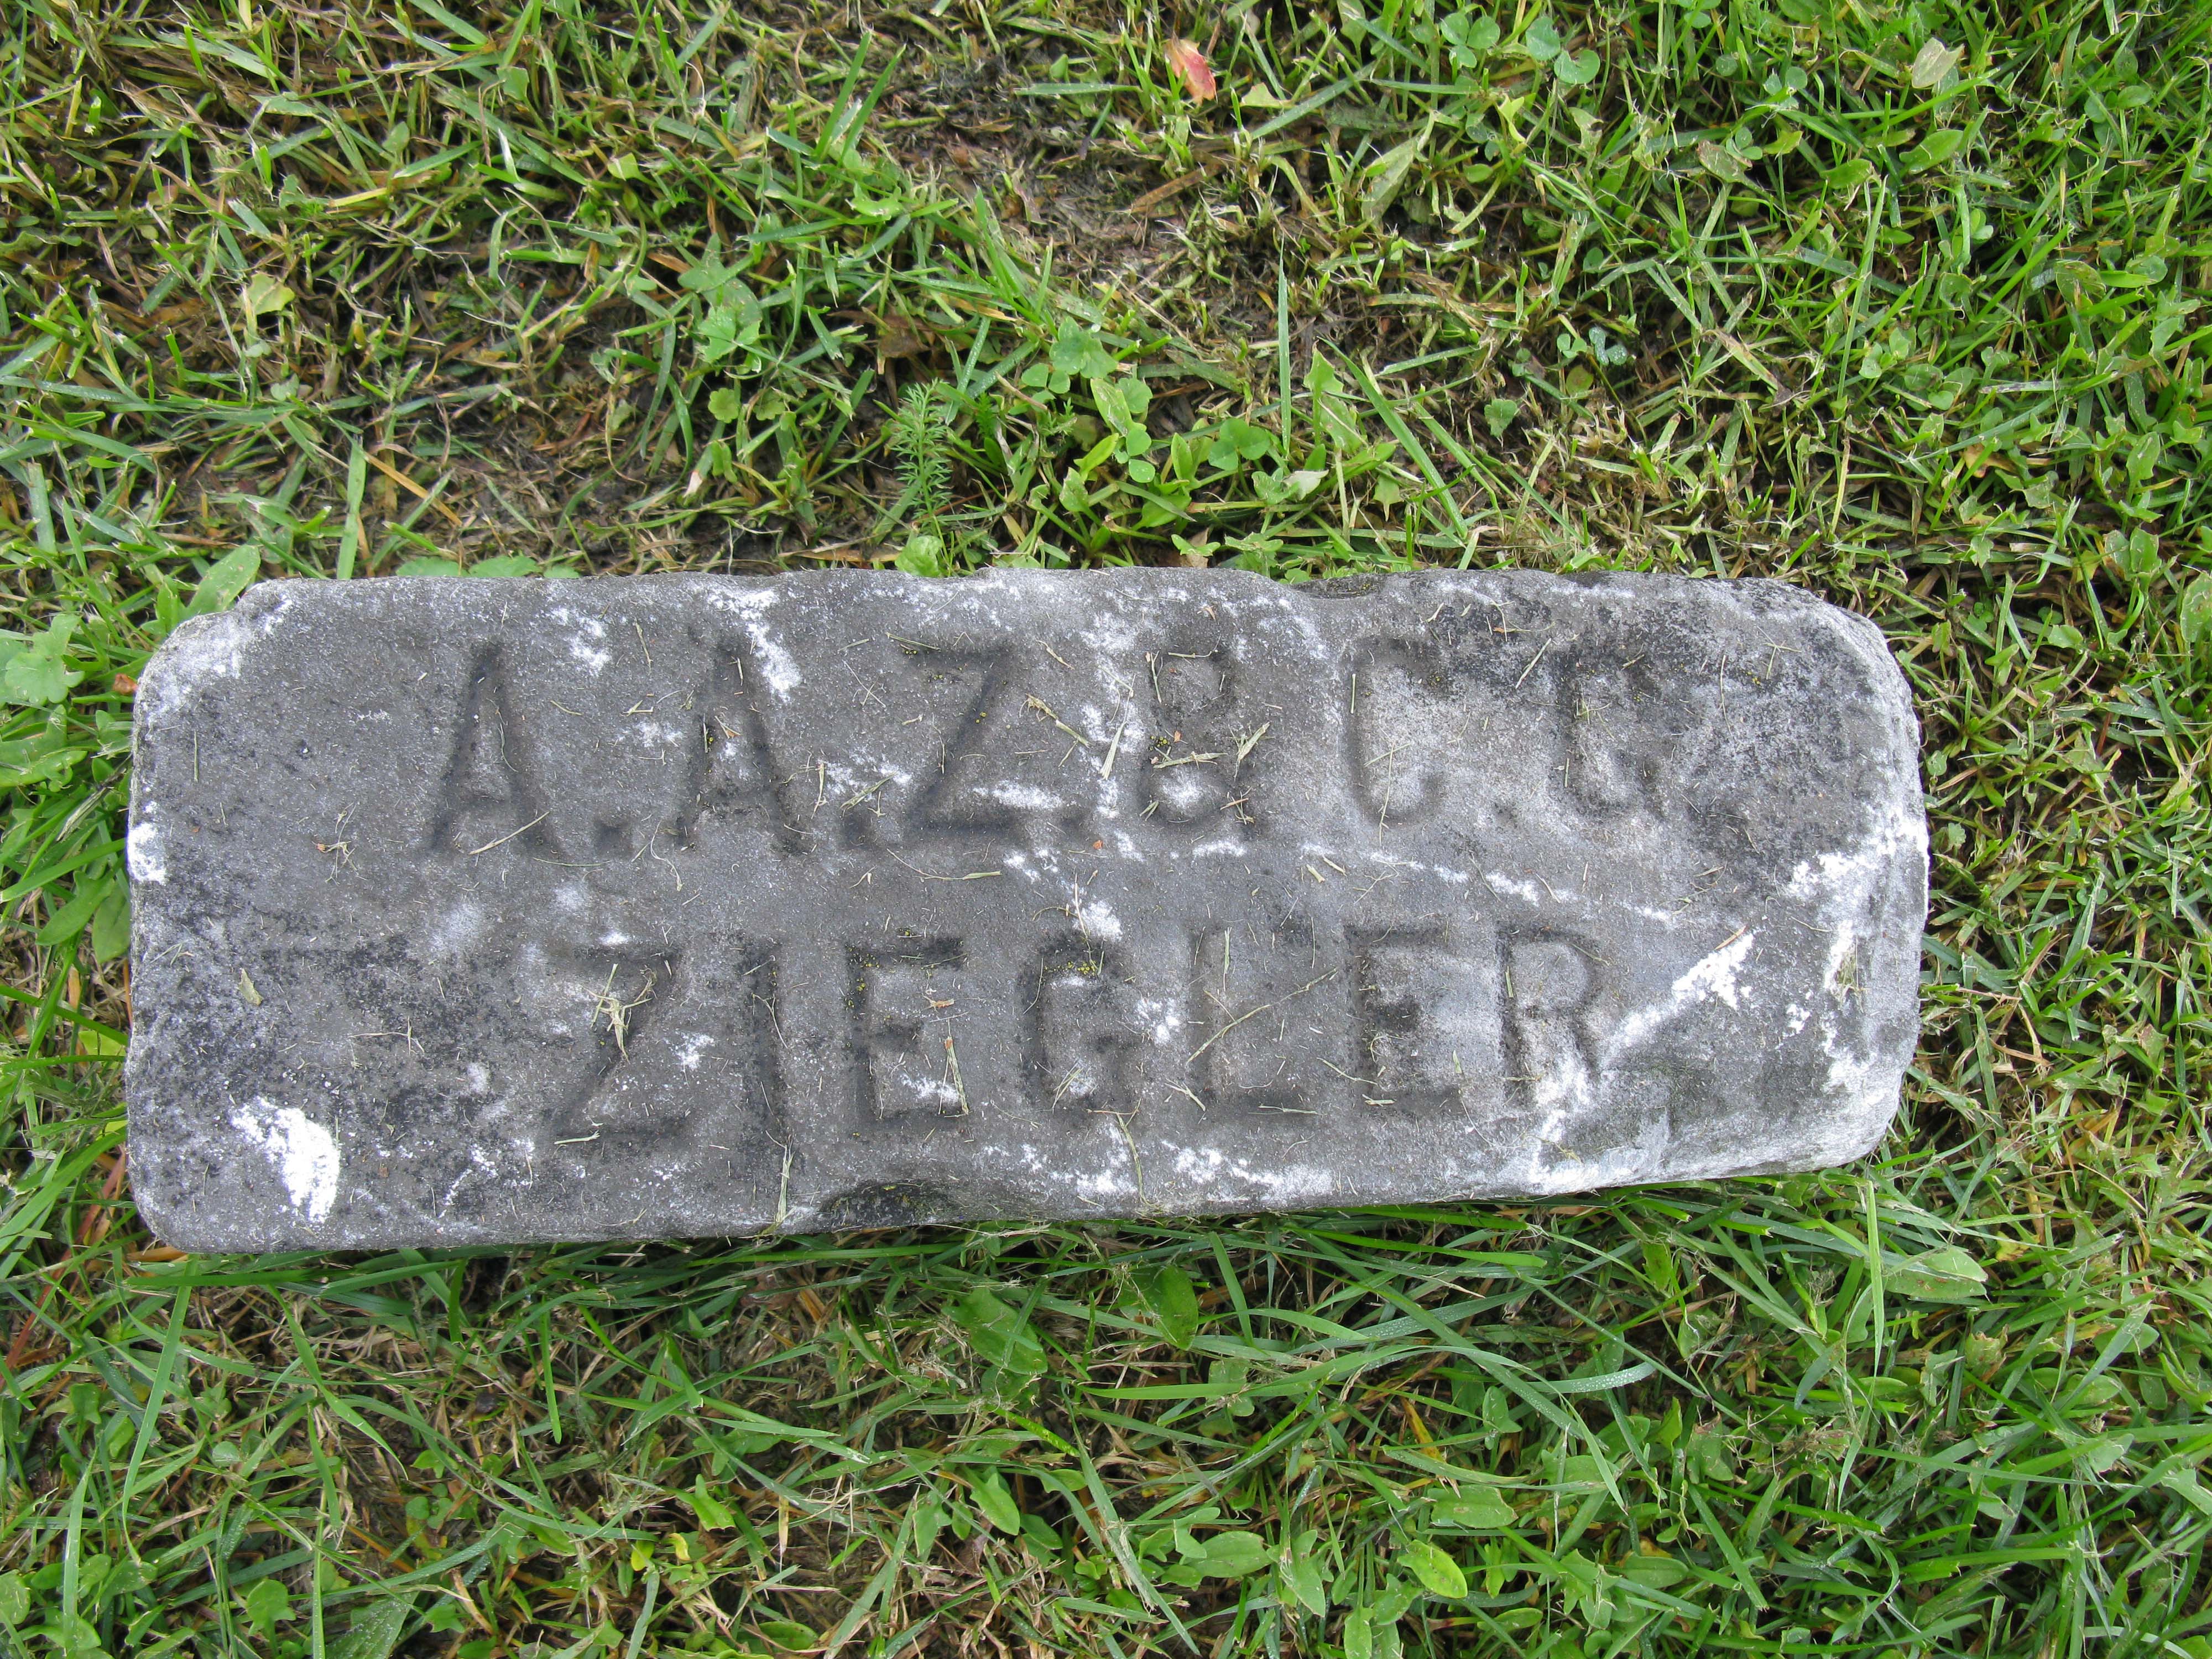 A. A. Z. & C. C.
ZIEGLER